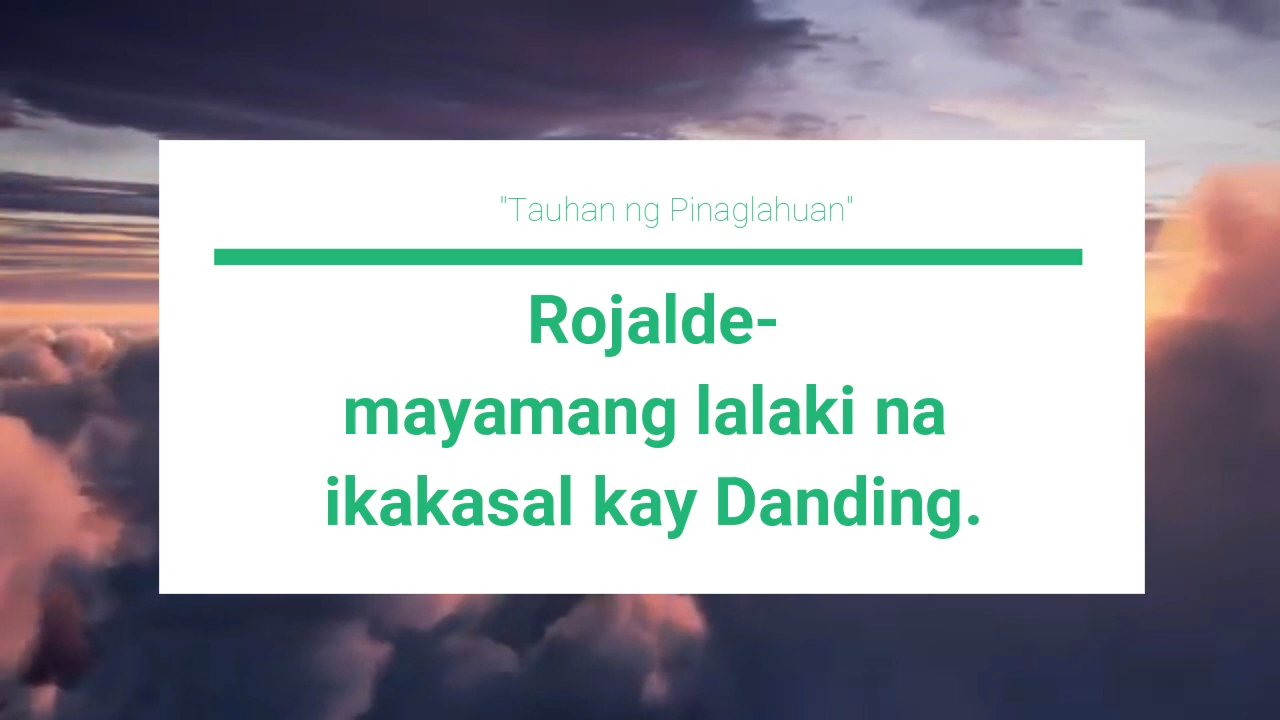 "Tauhan ng Pinaglahuan"
Rojalde-
mayamang lalaki na
ikakasal kay Danding.